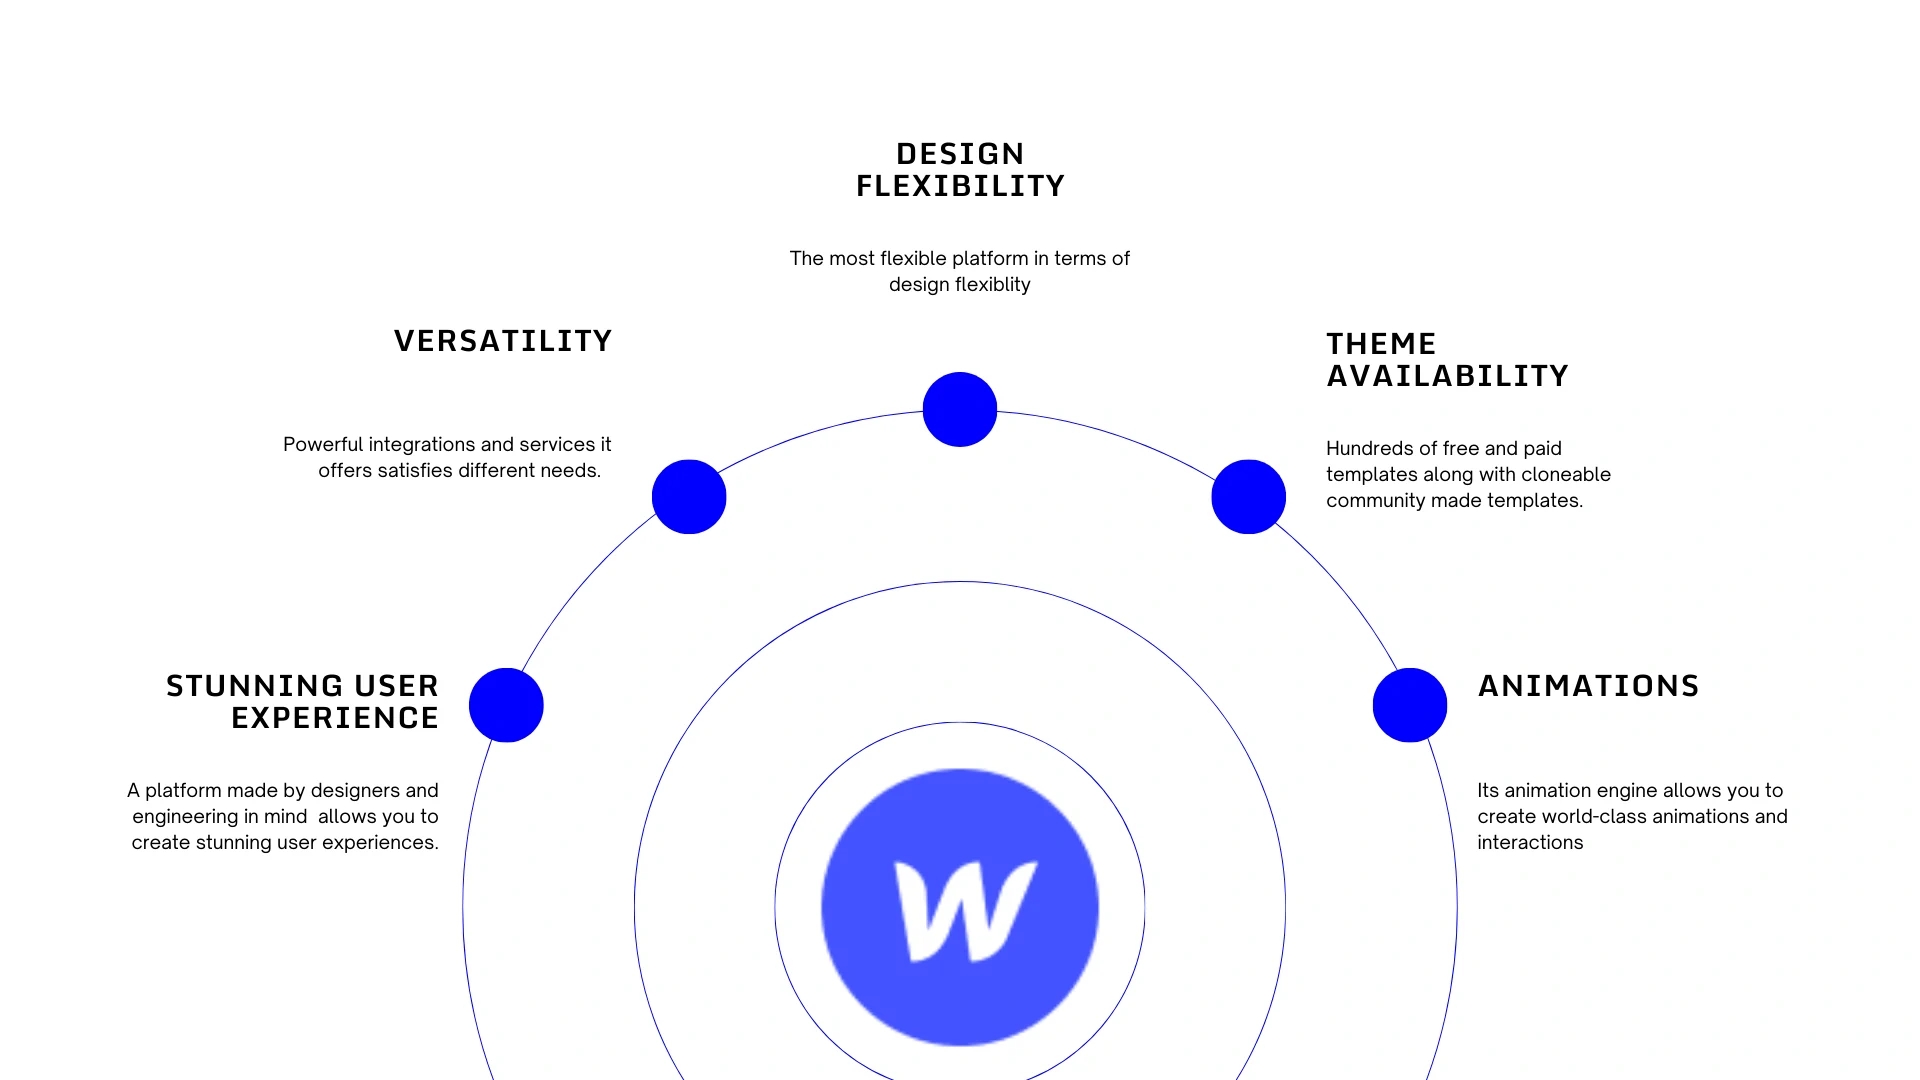 DESIGN
FLEXIBILITY
The most flexible platform in terms of
design flexiblity
VERSATILITY
Powerful integrations and services it
offers satisfies different needs.
THEME
AVAILABILITY
Hundreds of free and paid
templates along with cloneable
community made templates.
STUNNING USER
EXPERIENCE
A platform made by designers and
engineering in mind  allows you to
create stunning user experiences.
ANIMATIONS
Its animation engine allows you to
create world-class animations and
interactions
W